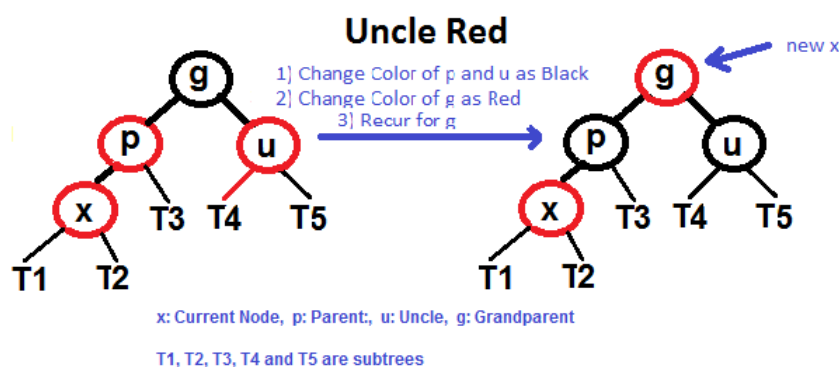 Uncle Red
new x
1) Change Color of p and u as Black
2) Change Color of g as Red
3) Recur for g
g
p
u
x
T3
T4
T5
T1
T2
g
p
u
x
T3
T4
T5
T1
T2
x: Current Node, p: Parent:, u: Uncle, g: Grandparent
T1, T2, T3, T4 and T5 are subtrees